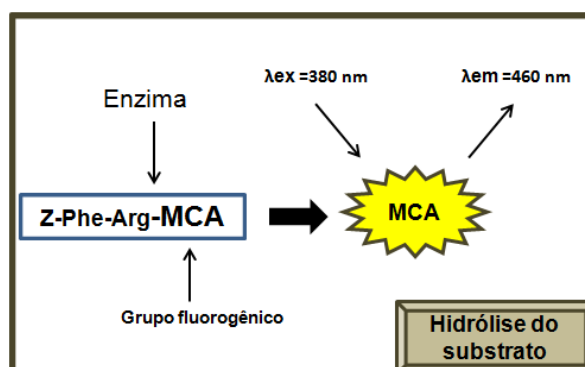 λex =380 nm
λem =460 nm
Enzima
Z-Phe-Arg-MCA
MCA
Grupo fluorogênico
Hidrólise do
substrato